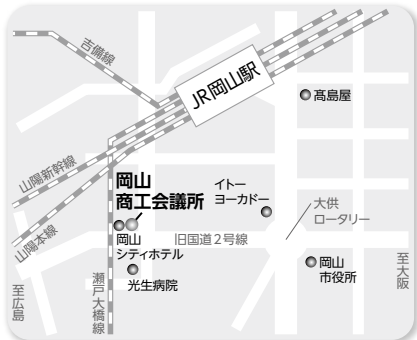 吉備線
JR岡山駅
髙島屋
山陽新幹線
山陽本線
岡山
商工会議所
イトー
ヨーカドー
大供
ロータリー
岡山
シティホテル
旧国道2号線
光生病院
岡山
市役所
至広島
瀬戸大橋線
至大阪